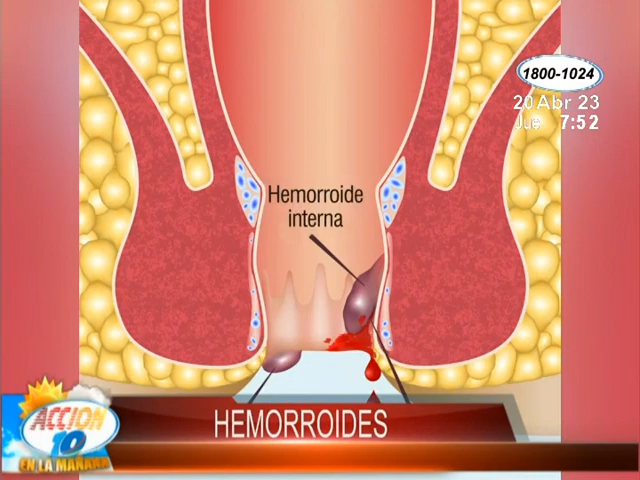 1800-1024
20 Abr 23
Jue 7:52
Hemorroide
interna
HEMORROIDES
ACCION
10
EN LA MAÑANA